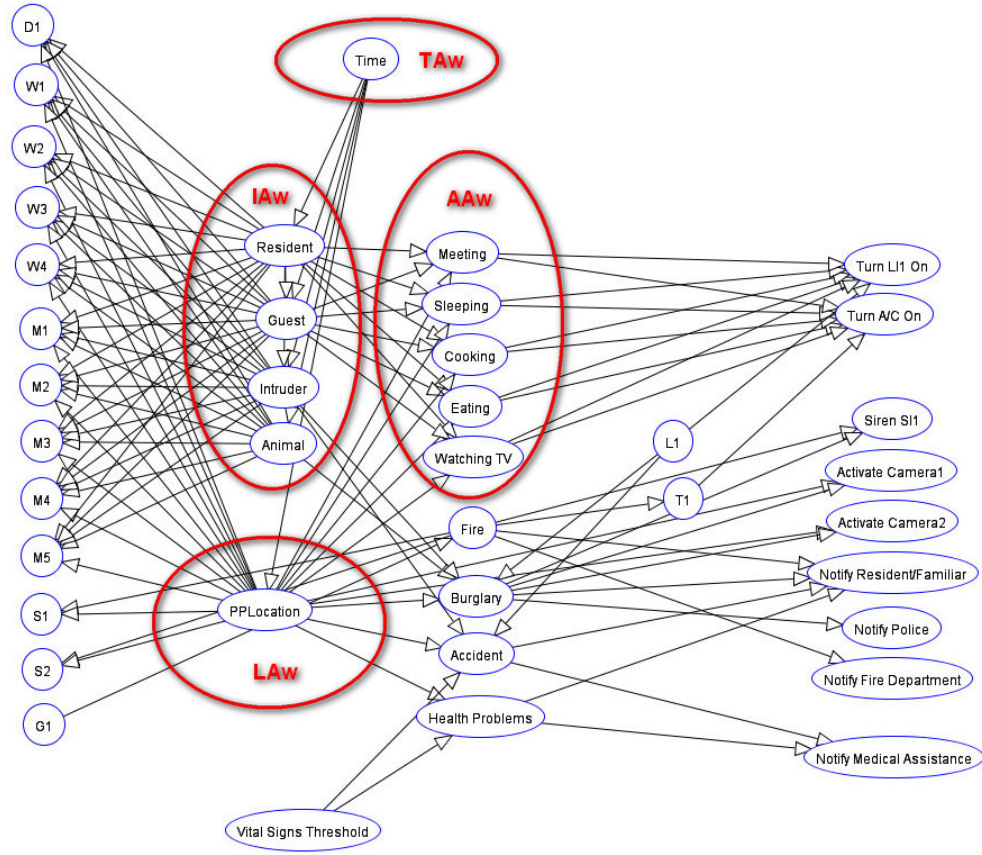 D1
W1
W2
W3
W4
M1
M2
M3
M4
M5
S1
S2
G1
Time
TAw
IAw
Resident
Guest
Intruder
Animal
PPLocation
LAw
Vital Signs Threshold
AAw
Meeting
Sleeping
Cooking
Eating
Watching TV
Fire
Burglary
Accident
Health Problems
L1
T1
Turn LI1 On
Turn A/C On
Siren SI1
Activate Camera1
Activate Camera2
Notify Resident/Familiar
Notify Police
Notify Fire Department
Notify Medical Assistance